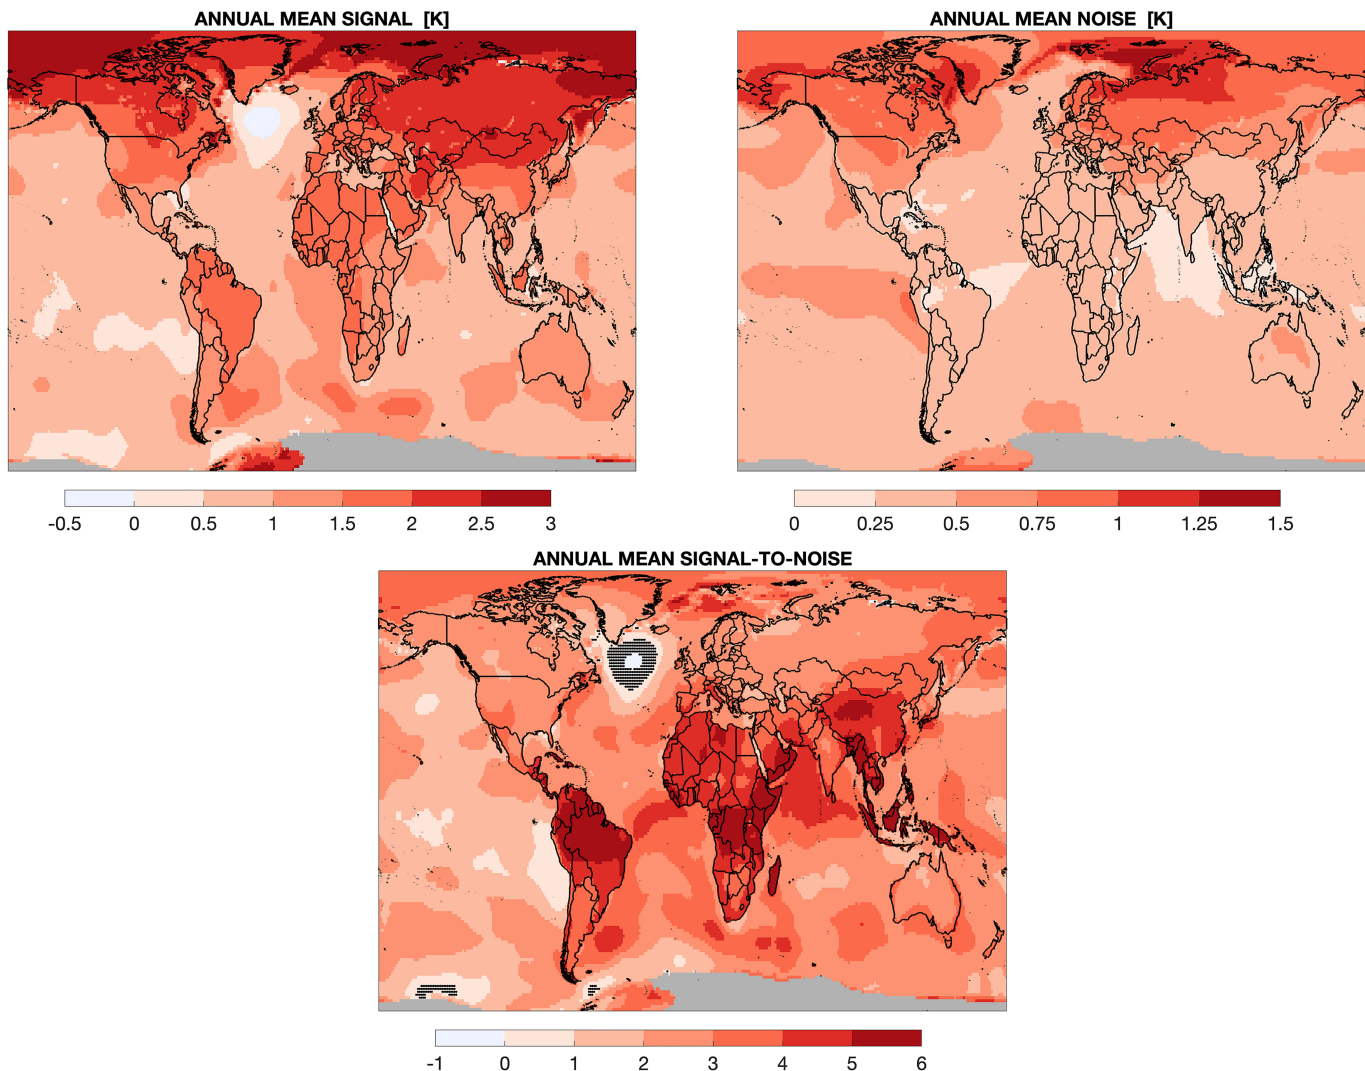 ANNUAL MEAN SIGNAL [K]
ANNUAL MEAN NOISE [K]
-0.5 0 0.5 1 1.5 2 2.5 3
0 0.25 0.5 0.75 1 1.25 1.5
ANNUAL MEAN SIGNAL-TO-NOISE
-1 0 1 2 3 4 5 6